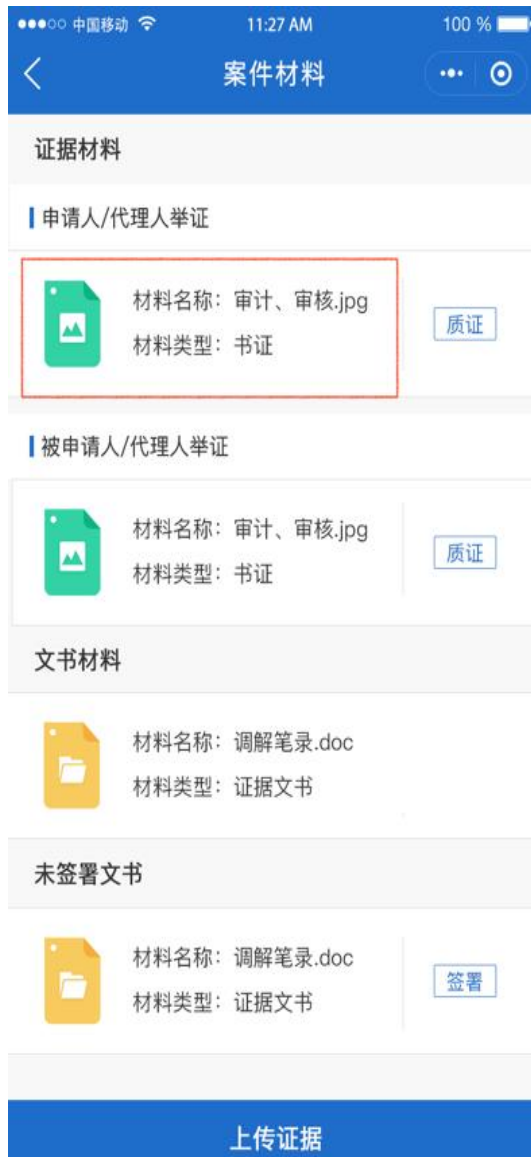 中国移动 11:27 AM 100 %
案件材料
证据材料
申请人/代理人举证
材料名称：审计、审核.jpg
材料类型：书证
质证
被申请人/代理人举证
材料名称：审计、审核.jpg
材料类型：书证
质证
文书材料
材料名称：调解笔录.doc
材料类型：证据文书
未签署文书
材料名称：调解笔录.doc
材料类型：证据文书
签署
上传证据